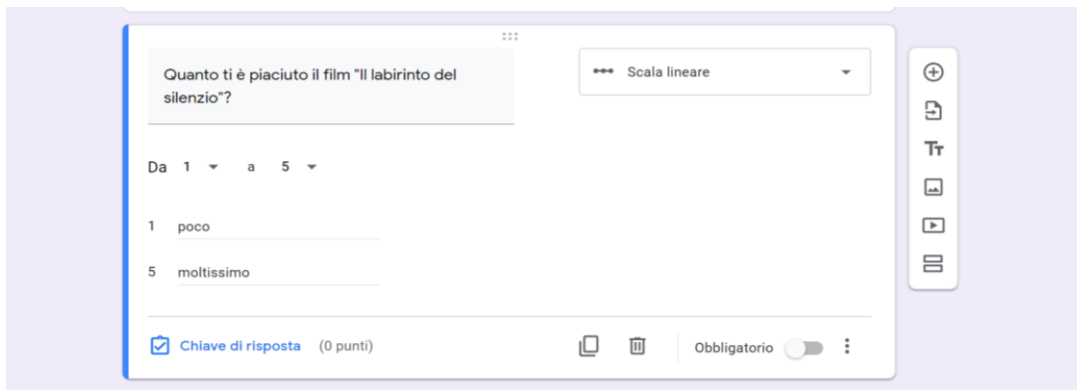 Quanto ti è piaciuto il film "Il labirinto del
silenzio"?
Scala lineare
Da 1 a 5
1 poco
5 moltissimo
Chiave di risposta (0 punti)
Obbligatorio
Tт